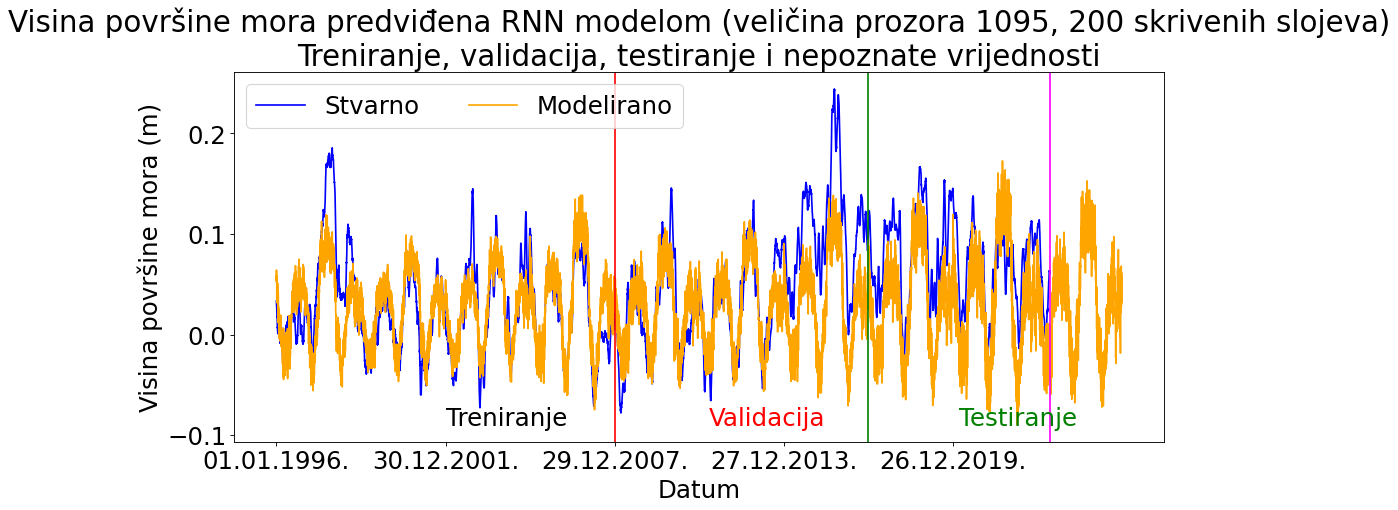 Visina površine mora predviđena RNN modelom (veličina prozora 1095, 200 skrivenih slojeva)
Treniranje, validacija, testiranje i nepoznate vrijednosti
Stvarno Modelirano
Visina površine mora (m)
0.2
0.1
0.0
−0.1
Treniranje Validacija Testiranje
01.01.1996. 30.12.2001. 29.12.2007. 27.12.2013. 26.12.2019.
Datum